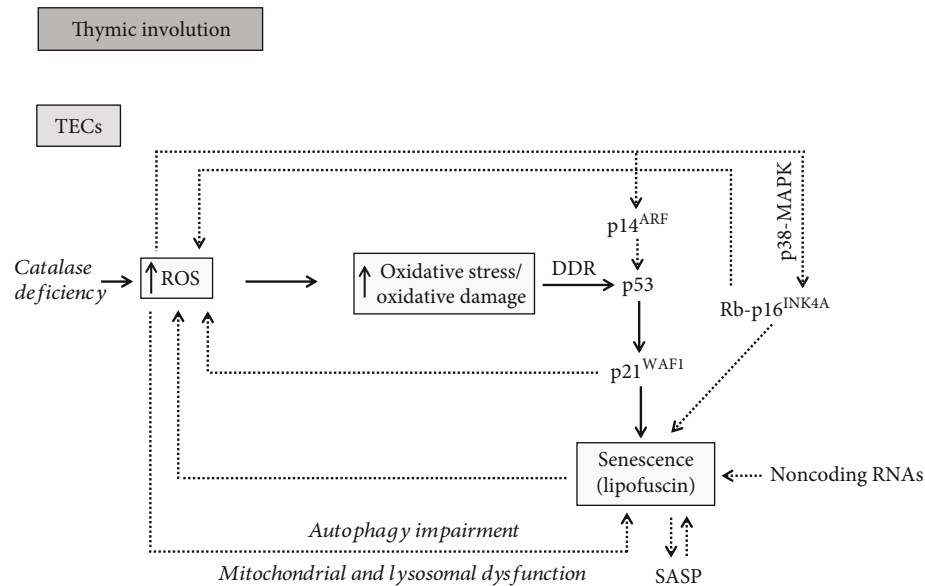 Thymic involution
TECs
p38-MAPK
p14ARF
Catalase
deficiency
ROS
Oxidative stress/
oxidative damage
DDR
p53
Rb-p16INK4A
p21WAF1
Senescence
(lipofuscin)
Noncoding RNAs
Autophagy impairment
Mitochondrial and lysosomal dysfunction
SASP